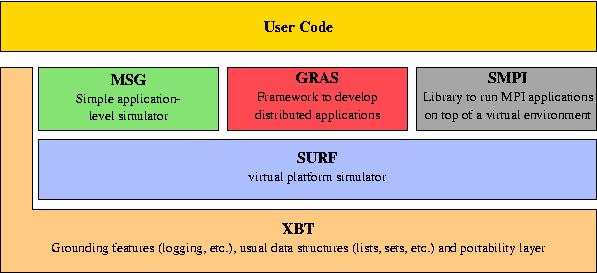 User Code
MSG
Simple application-
level simulator
GRAS
Framework to develop
distributed applications
SMPI
Library to run MPI applications
on top of a virtual environment
SURF
virtual platform simulator
XBT
Grounding features (logging, etc.), usual data structures (lists, sets, etc.) and portability layer